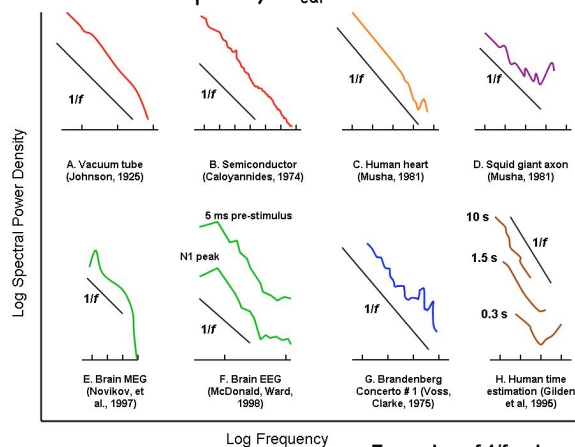 1/f
1/f
1/f
1/f
A. Vacuum tube
(Johnson, 1925)
B. Semiconductor
(Caloyannides, 1974)
C. Human heart
(Musha, 1981)
D. Squid giant axon
(Musha, 1981)
Log Spectral Power Density
5 ms pre-stimulus
N1 peak
10 s
1.5 s
0.3 s
1/f
1/f
1/f
1/f
E. Brain MEG
(Novikov, et
al., 1997)
F. Brain EEG
(McDonald, Ward,
1998)
G. Brandenberg
Concerto # 1 (Voss,
Clarke, 1975)
H. Human time
estimation (Gilden
et al, 1995)
Log Frequency